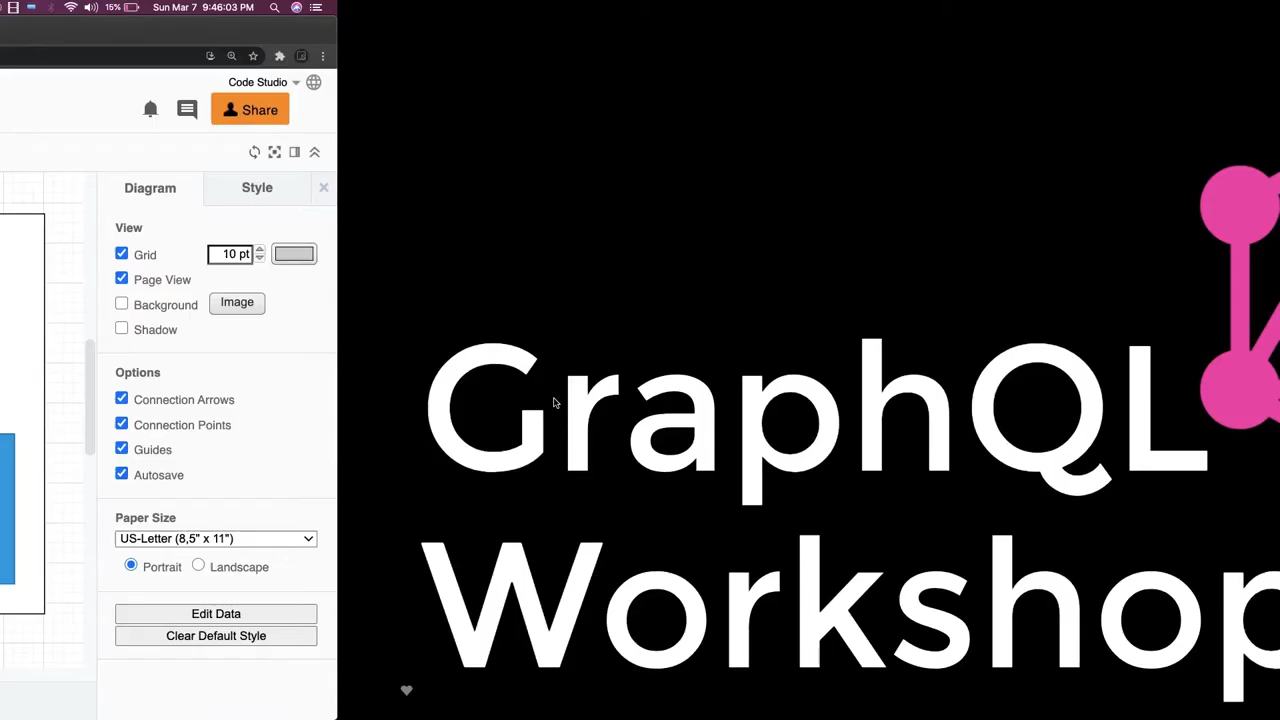 15% Sun Mar 7 9:46:03 PM
Code Studio
Share
Diagram Style
View
Grid 10 pt
Page View
Background Image
Shadow
Options
Connection Arrows
Connection Points
Guides
Autosave
Paper Size
US-Letter (8,5" x 11")
Portrait Landscape
Edit Data
Clear Default Style
GraphQL
Workshop